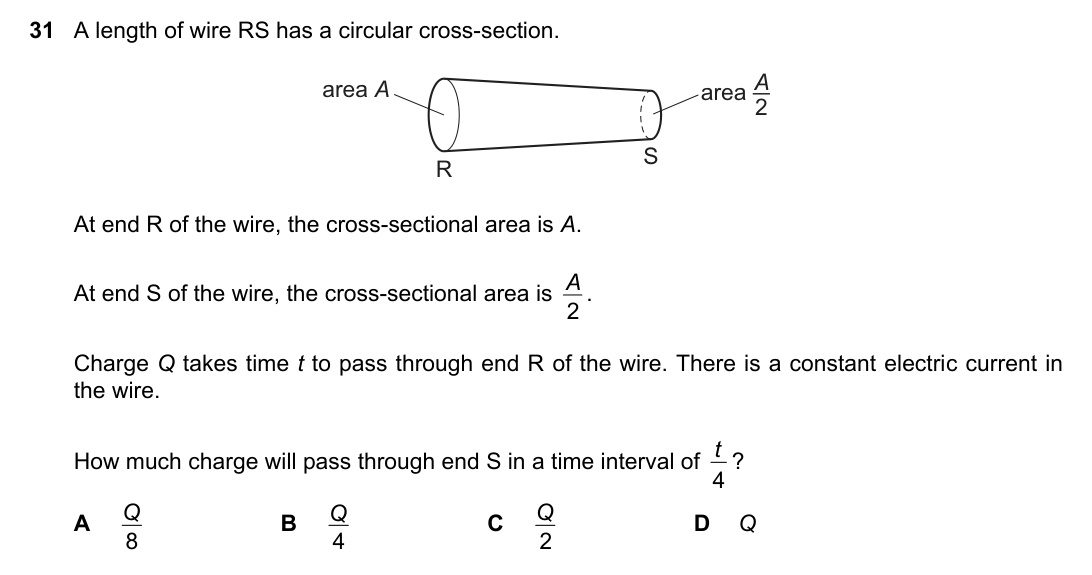 31 A length of wire RS has a circular cross-section.
area A
area A/2
R
S
At end R of the wire, the cross-sectional area is A.
At end S of the wire, the cross-sectional area is A/2.
Charge Q takes time t to pass through end R of the wire. There is a constant electric current in
the wire.
How much charge will pass through end S in a time interval of t/4?
A Q/8 B Q/4 C Q/2 D Q